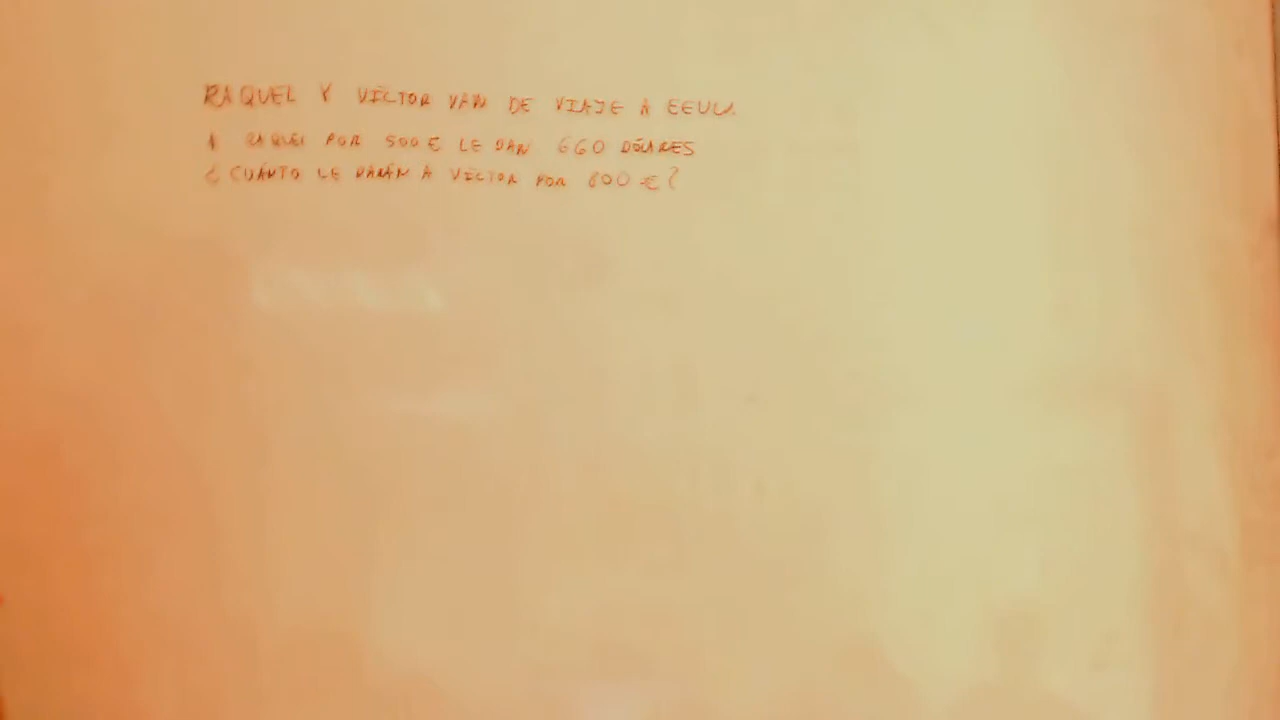 RAQUEL Y VÍCTOR VAN DE VIAJE A EEUU.
A RAQUEL POR 500 € LE DAN 660 DÓLARES
¿CUÁNTO LE DARÁN A VÍCTOR POR 800 €?